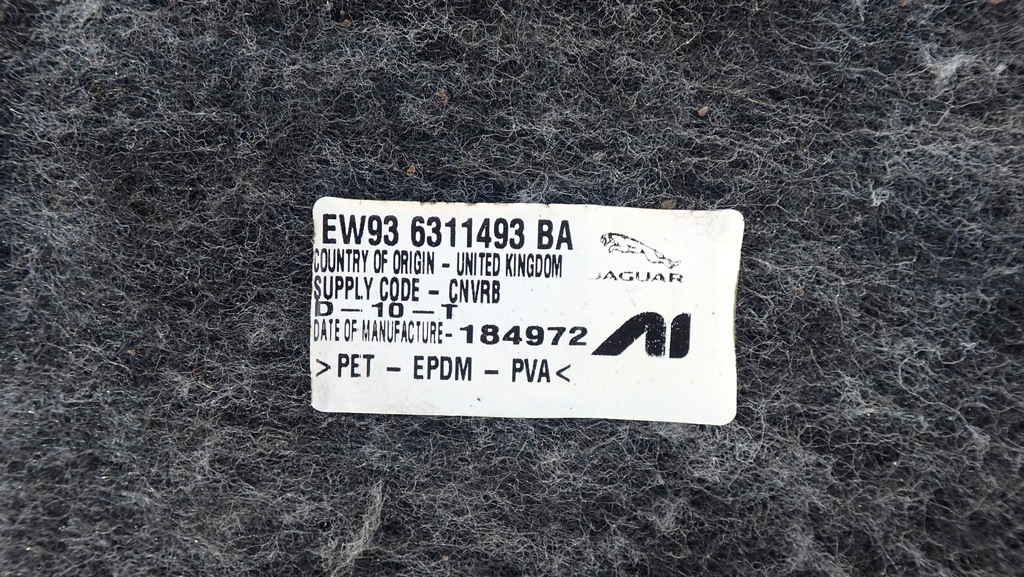 EW93 6311493 BA
COUNTRY OF ORIGIN - UNITED KINGDOM
SUPPLY CODE - CNVRB
D - 10 - T
DATE OF MANUFACTURE- 184972
>PET - EPDM - PVA<
JAGUAR
AI